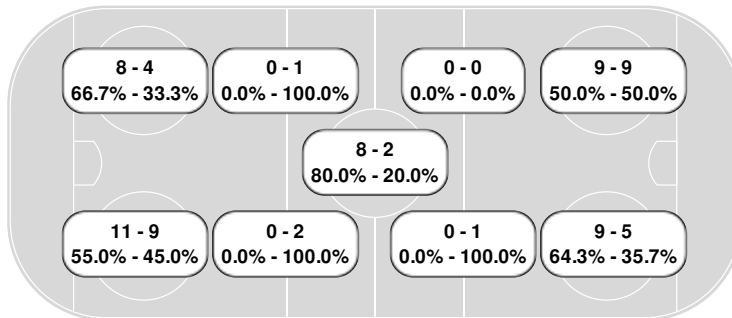 8 - 4
66.7% - 33.3%
0 - 1
0.0% - 100.0%
0 - 0
0.0% - 0.0%
9 - 9
50.0% - 50.0%
8 - 2
80.0% - 20.0%
11 - 9
55.0% - 45.0%
0 - 2
0.0% - 100.0%
0 - 1
0.0% - 100.0%
9 - 5
64.3% - 35.7%